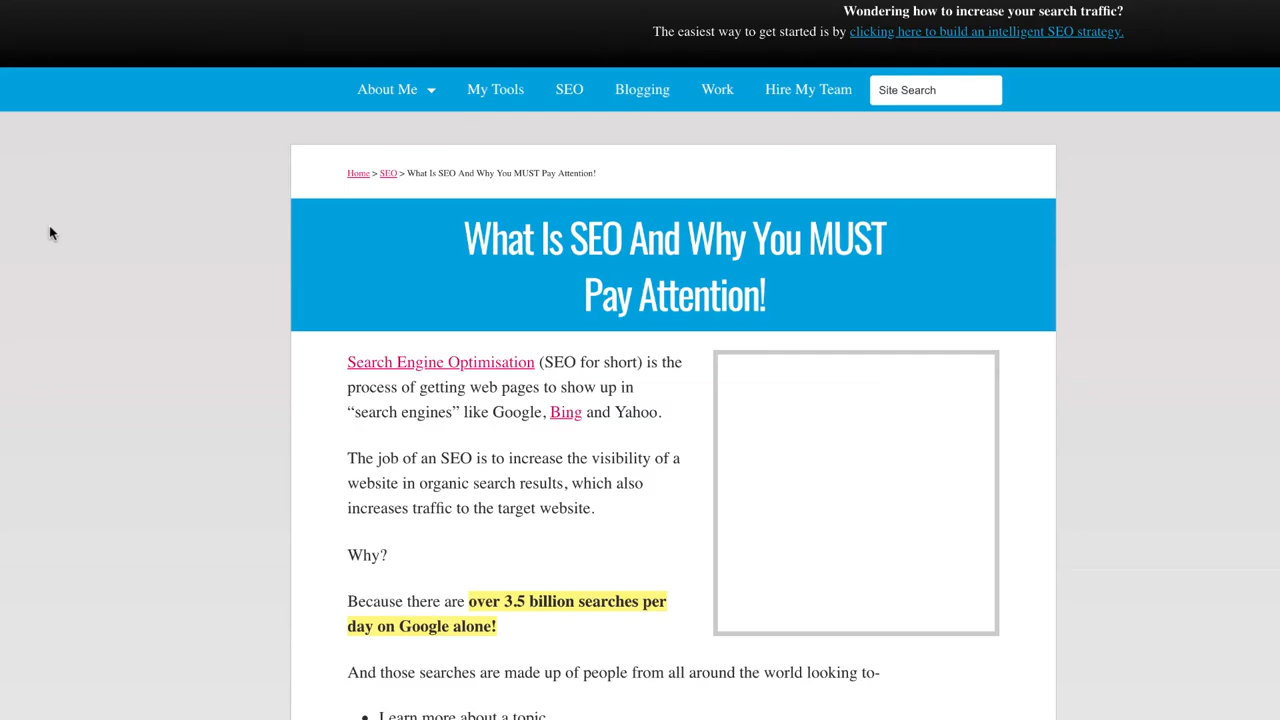 Wondering how to increase your search traffic?
The easiest way to get started is by clicking here to build an intelligent SEO strategy.
About Me My Tools SEO Blogging Work Hire My Team Site Search
Home > SEO > What Is SEO And Why You MUST Pay Attention!
What Is SEO And Why You MUST
Pay Attention!
Search Engine Optimisation (SEO for short) is the
process of getting web pages to show up in
“search engines” like Google, Bing and Yahoo.
The job of an SEO is to increase the visibility of a
website in organic search results, which also
increases traffic to the target website.
Why?
Because there are over 3.5 billion searches per
day on Google alone!
And those searches are made up of people from all around the world looking to-
• Learn more about a topic